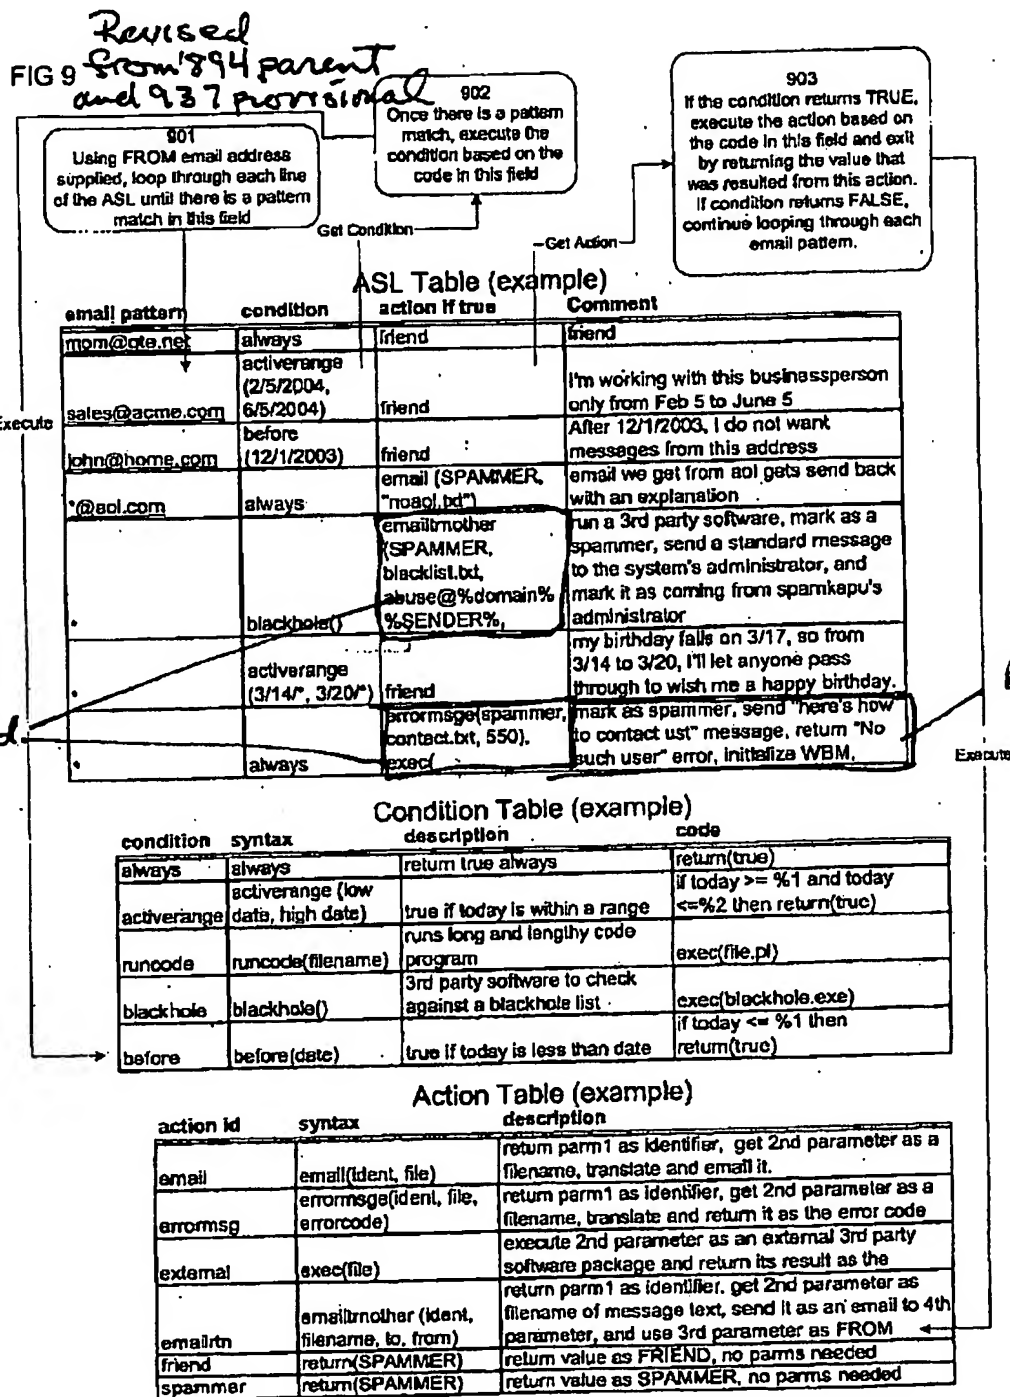 Revised
from '894 parent
and 937 provisional
FIG 9
901
Using FROM email address
supplied, loop through each line
of the ASL until there is a pattern
match in this field
902
Once there is a pattern
match, execute the
condition based on the
code in this field
903
If the condition returns TRUE,
execute the action based on
the code in this field and exit
by returning the value that
was resulted from this action.
If condition returns FALSE,
continue looping through each
email pattern.
Get Condition
Get Action
Execute
ASL Table (example)
email pattern condition action if true Comment
mom@gte.net always friend friend
sales@acme.com activerange (2/5/2004, 6/5/2004) friend I'm working with this businessperson only from Feb 5 to June 5
john@home.com before (12/1/2003) friend After 12/1/2003, I do not want messages from this address
*@aol.com always email (SPAMMER, "noaol.txt") email we get from aol gets send back with an explanation
* blackhole() emailtrnother (SPAMMER, blacklist.txt, abuse@%domain% %SENDER%, run a 3rd party software, mark as a spammer, send a standard message to the system's administrator, and mark it as coming from spamkapu's administrator
* activerange (3/14/*, 3/20/*) friend my birthday falls on 3/17, so from 3/14 to 3/20, I'll let anyone pass through to wish me a happy birthday.
* always errormsge(spammer, contact.txt, 550). exec( mark as spammer, send "here's how to contact ust" message, return "No such user" error, initialize WBM,
Execute
Condition Table (example)
condition syntax description code
always always return true always return(true)
activerange activerange (low date, high date) true if today is within a range if today >= %1 and today <=%2 then return(true)
runcode runcode(filename) runs long and lengthy code program exec(file.pl)
blackhole blackhole() 3rd party software to check against a blackhole list exec(blackhole.exe)
before before(date) true if today is less than date if today <= %1 then return(true)
Action Table (example)
action id syntax description
email email(ident, file) return parm1 as identifier, get 2nd parameter as a filename, translate and email it.
errormsg errormsge(ident, file, errorcode) return parm1 as identifier, get 2nd parameter as a filename, translate and return it as the error code
external exec(file) execute 2nd parameter as an external 3rd party software package and return its result as the
emailrtn emailtrnother (ident, filename, to, from) return parm1 as identifier, get 2nd parameter as filename of message text, send it as an email to 4th parameter, and use 3rd parameter as FROM
friend return(SPAMMER) return value as FRIEND, no parms needed
spammer return(SPAMMER) return value as SPAMMER, no parms needed